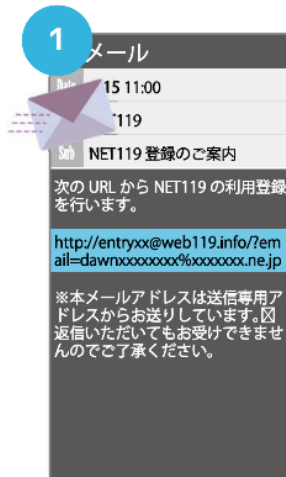 1
メール
15 11:00
119
Sub NET119 登録のご案内
次の URL から NET119 の利用登録
を行います。
http://entryxx@web119.info/?em
ail=dawnxxxxxxxx%xxxxxxx.ne.jp
※本メールアドレスは送信専用ア
ドレスからお送りしています。〼
返信いただいてもお受けできませ
んのでご了承ください。